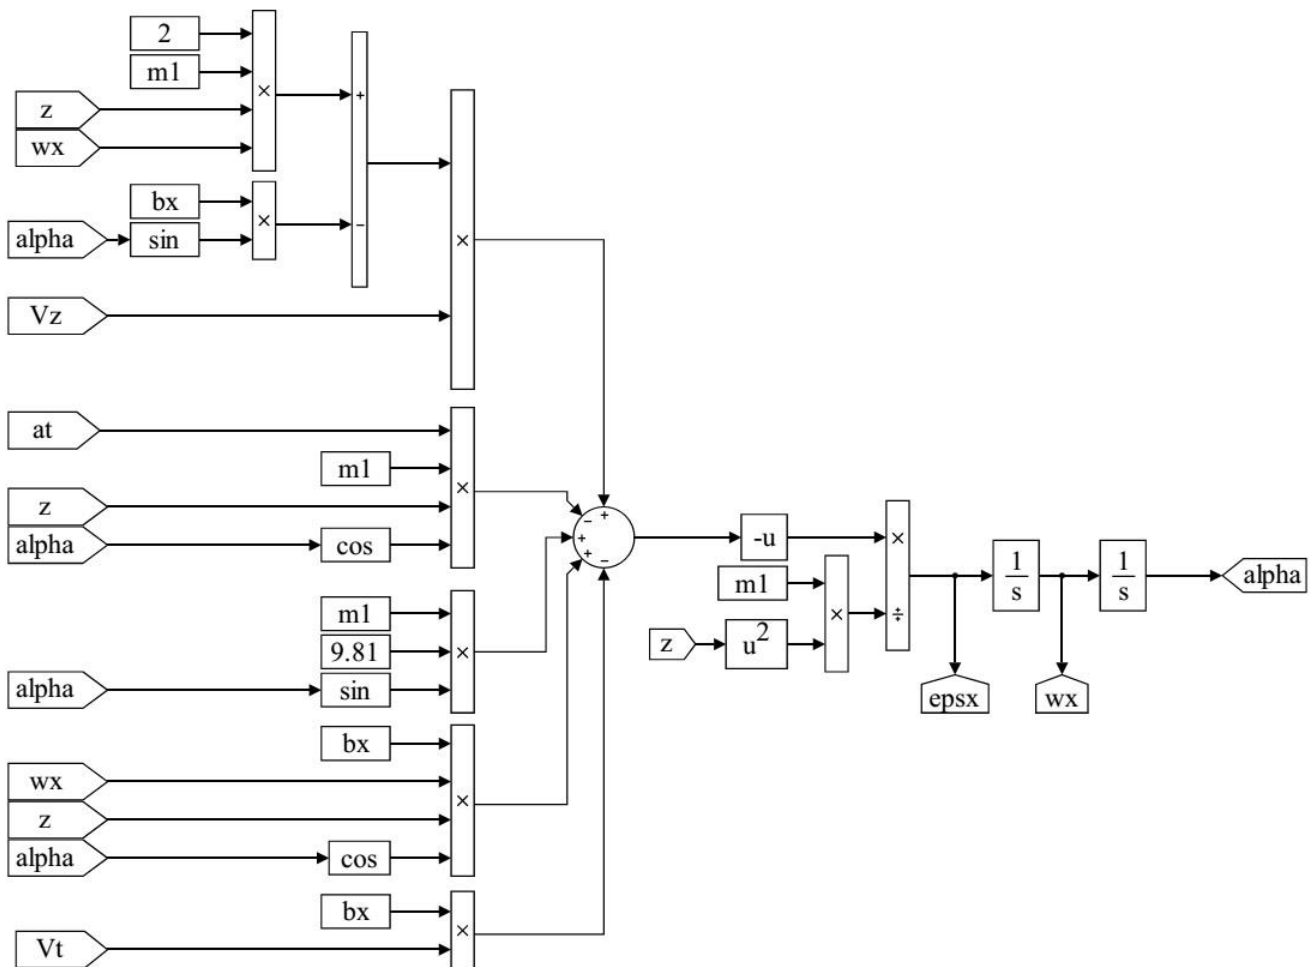 2
m1
×
z
+
wx
bx
×
alpha
sin
−
×
Vz
at
m1
×
z
alpha
cos
− +
+
+ −
-u
×
1
s
1
s
alpha
m1
×
÷
z
u2
epsx
wx
m1
9.81
×
alpha
sin
bx
wx
×
z
alpha
cos
bx
×
Vt